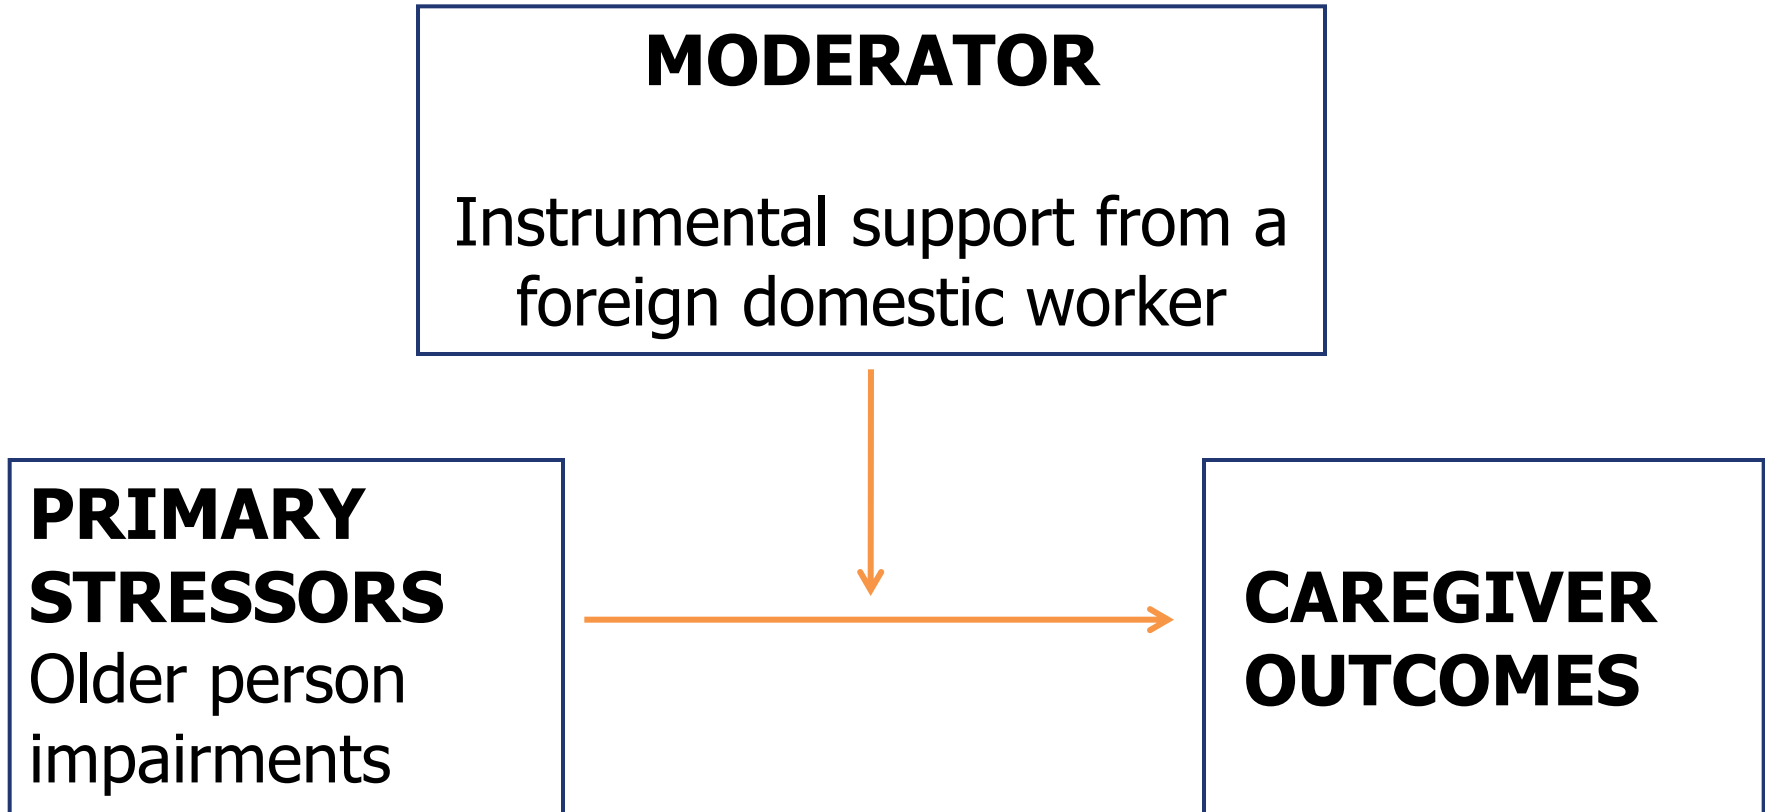 MODERATOR
Instrumental support from a
foreign domestic worker
PRIMARY
STRESSORS
Older person
impairments
CAREGIVER
OUTCOMES